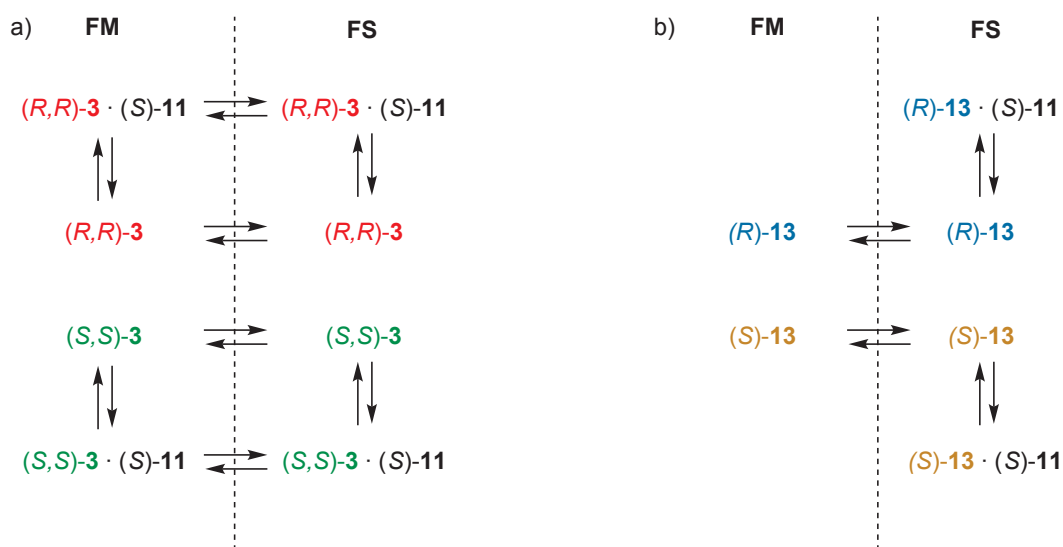 a) FM FS
(R,R)-3 · (S)-11 (R,R)-3 · (S)-11
(R,R)-3 (R,R)-3
(S,S)-3 (S,S)-3
(S,S)-3 · (S)-11 (S,S)-3 · (S)-11
b) FM FS
(R)-13 · (S)-11
(R)-13 (R)-13
(S)-13 (S)-13
(S)-13 · (S)-11